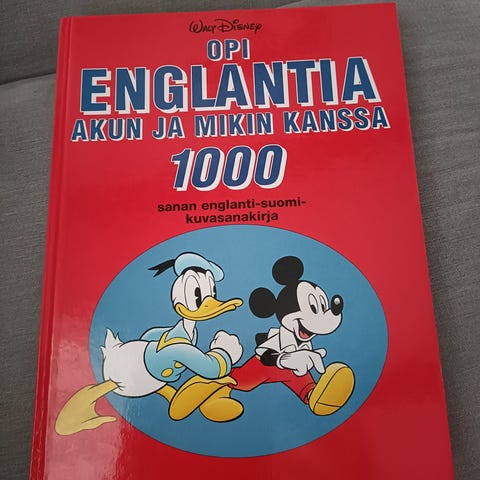 Walt Disney
OPI
ENGLANTIA
AKUN JA MIKIN KANSSA
1000
sanan englanti-suomi-
kuvasanakirja